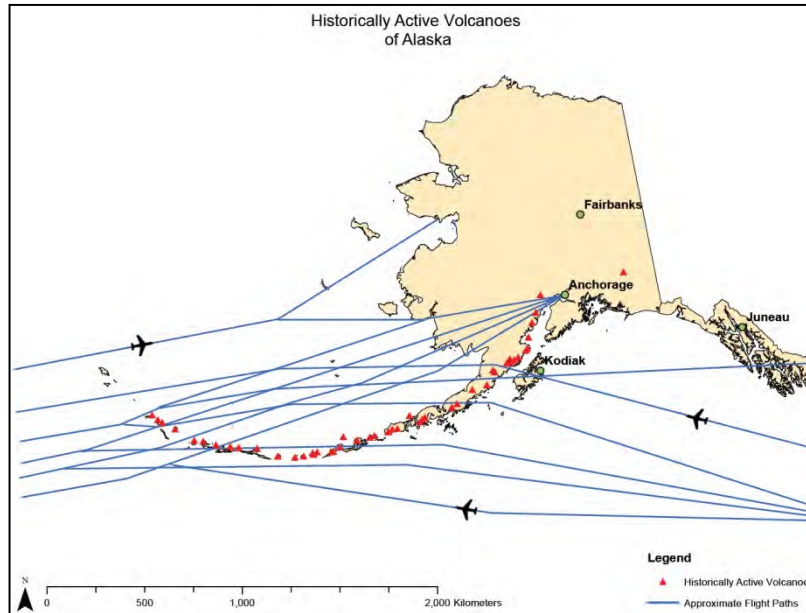 Historically Active Volcanoes
of Alaska
Fairbanks
Anchorage
Juneau
Kodiak
N
0 500 1,000 2,000 Kilometers
Legend
Historically Active Volcanoe
Approximate Flight Paths